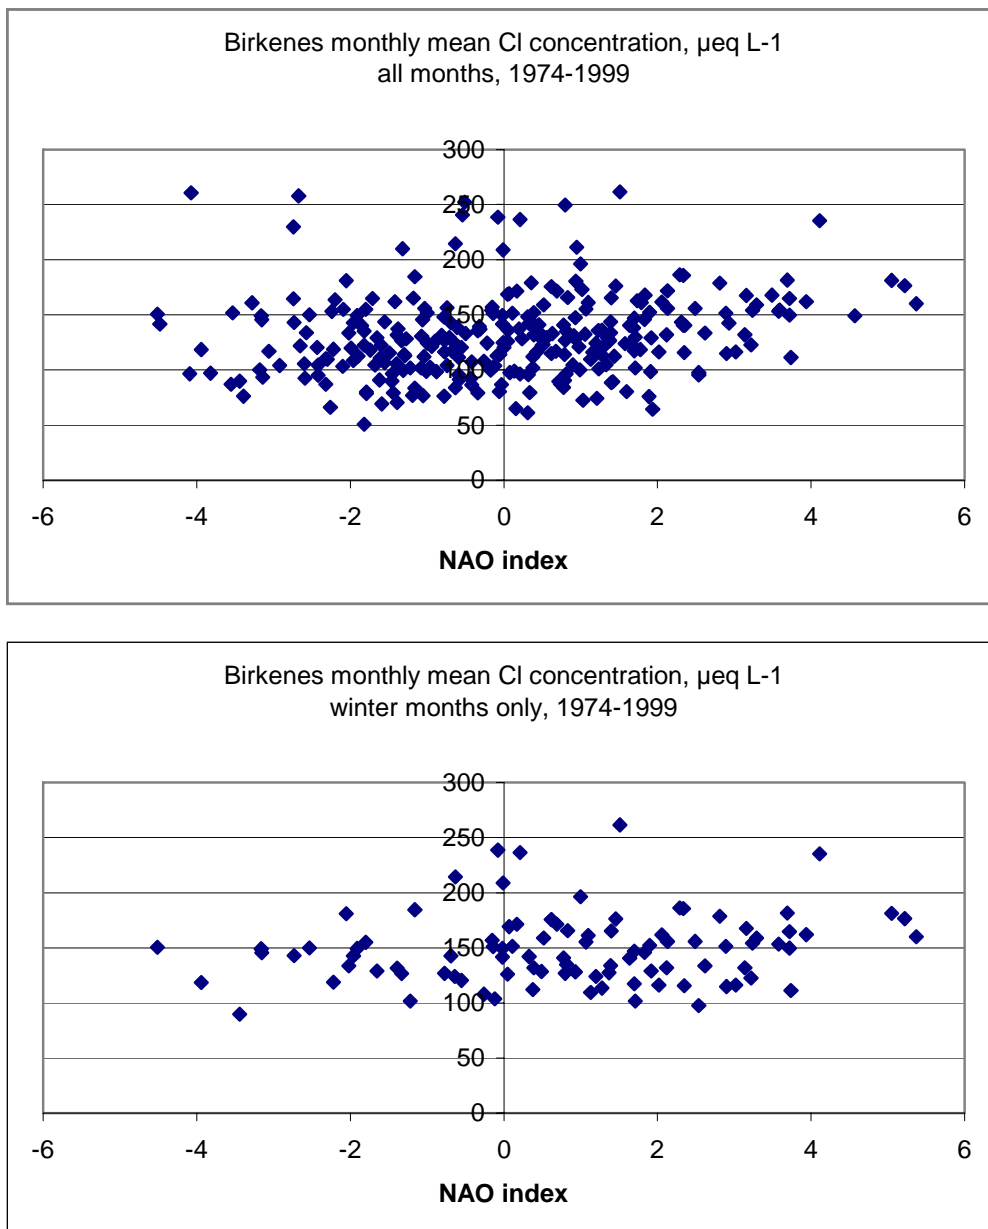 Birkenes monthly mean Cl concentration, µeq L-1
all months, 1974-1999
300
250
200
150
100
50
0
-6 -4 -2 0 2 4 6
NAO index
Birkenes monthly mean Cl concentration, µeq L-1
winter months only, 1974-1999
300
250
200
150
100
50
0
-6 -4 -2 0 2 4 6
NAO index